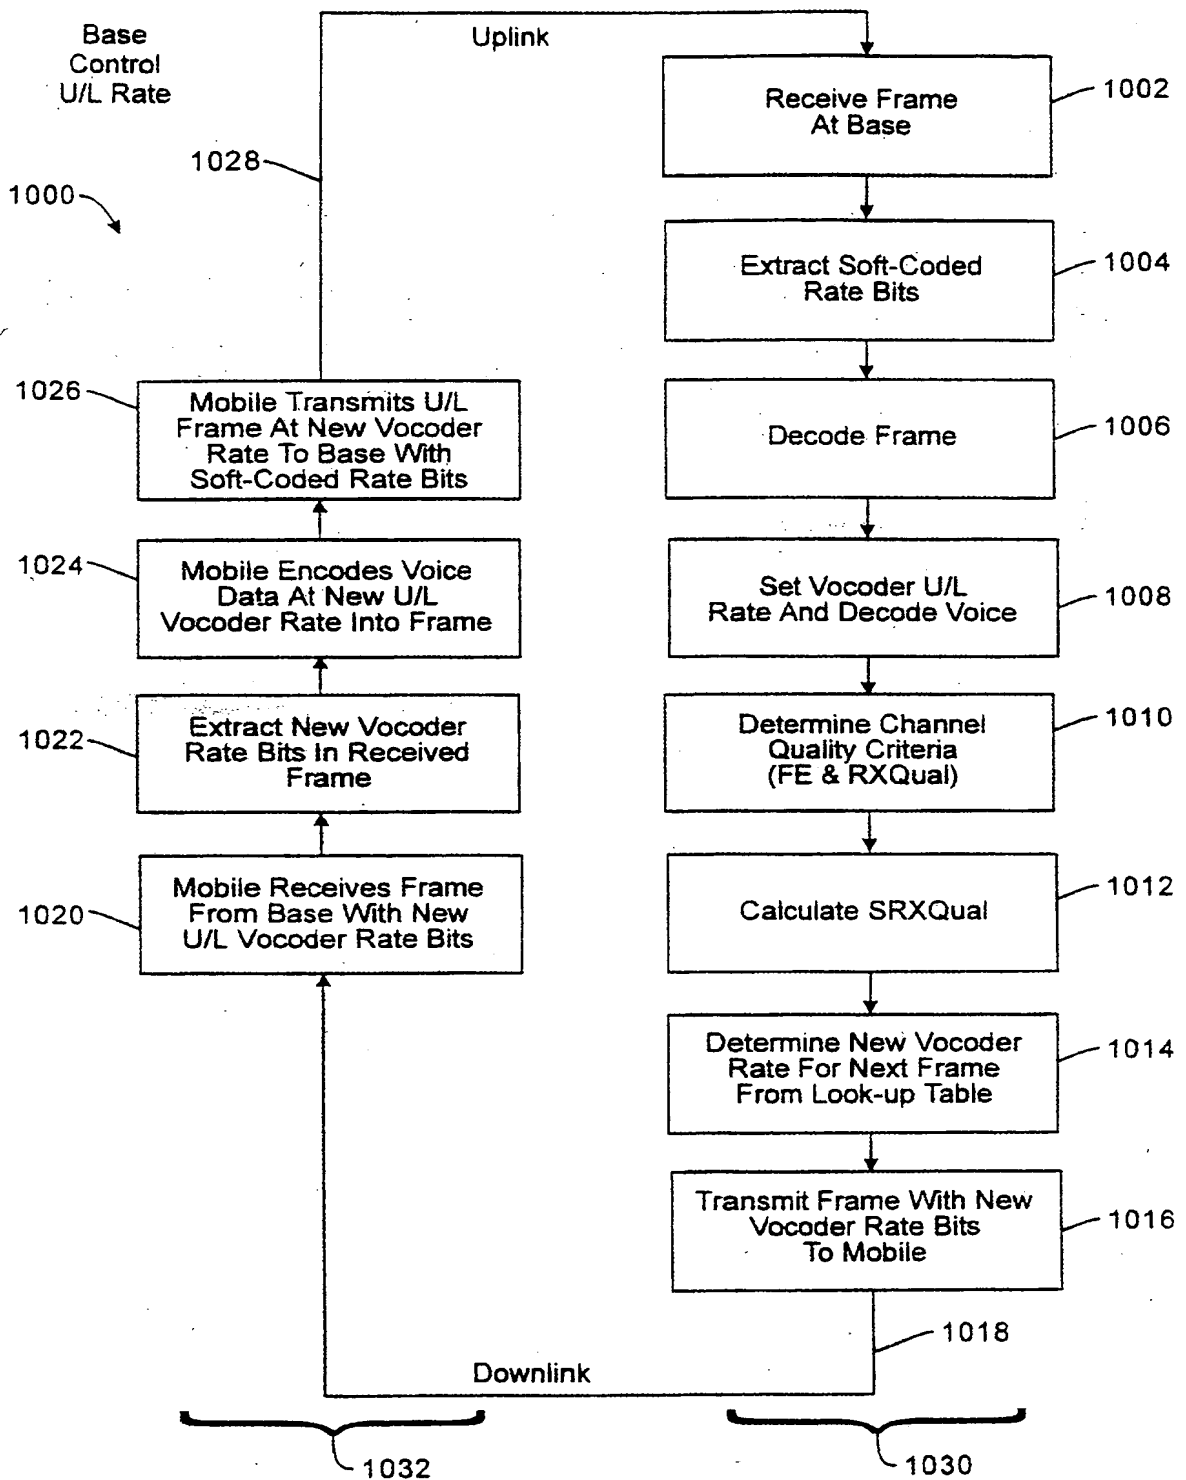 Base
Control
U/L Rate
1000
Uplink
1028
Receive Frame
At Base
1002
Extract Soft-Coded
Rate Bits
1004
Decode Frame
1006
Set Vocoder U/L
Rate And Decode Voice
1008
Determine Channel
Quality Criteria
(FE & RXQual)
1010
Calculate SRXQual
1012
Determine New Vocoder
Rate For Next Frame
From Look-up Table
1014
Transmit Frame With New
Vocoder Rate Bits
To Mobile
1016
1018
Downlink
1030
Mobile Transmits U/L
Frame At New Vocoder
Rate To Base With
Soft-Coded Rate Bits
1026
Mobile Encodes Voice
Data At New U/L
Vocoder Rate Into Frame
1024
Extract New Vocoder
Rate Bits In Received
Frame
1022
Mobile Receives Frame
From Base With New
U/L Vocoder Rate Bits
1020
1032